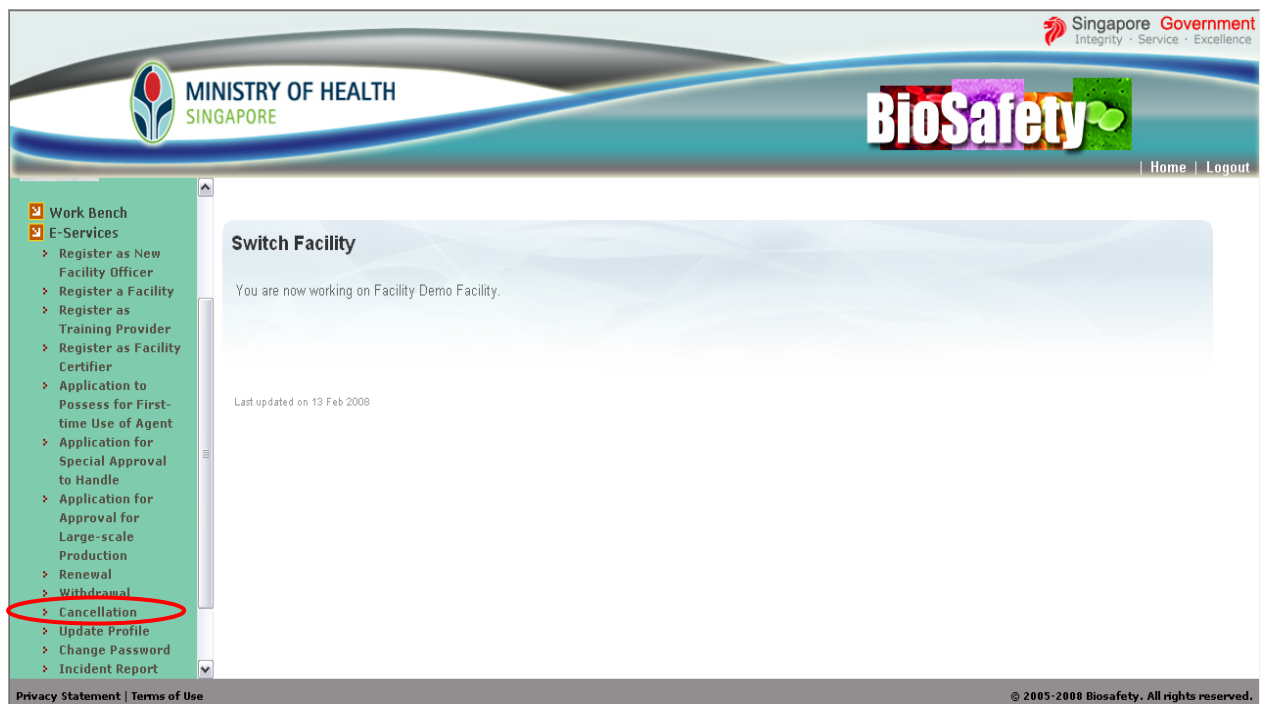 Singapore Government
Integrity · Service · Excellence
MINISTRY OF HEALTH
SINGAPORE
BioSafety
| Home | Logout
Work Bench
E-Services
Register as New
Facility Officer
Register a Facility
Register as
Training Provider
Register as Facility
Certifier
Application to
Possess for First-
time Use of Agent
Application for
Special Approval
to Handle
Application for
Approval for
Large-scale
Production
Renewal
Withdrawal
Cancellation
Update Profile
Change Password
Incident Report
Switch Facility
You are now working on Facility Demo Facility.
Last updated on 13 Feb 2008
Privacy Statement | Terms of Use
© 2005-2008 Biosafety. All rights reserved.